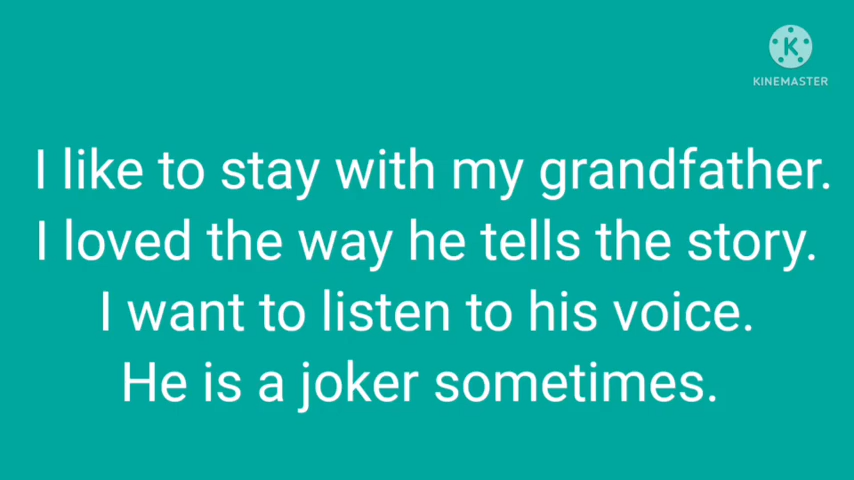 KINEMASTER
I like to stay with my grandfather.
I loved the way he tells the story.
I want to listen to his voice.
He is a joker sometimes.